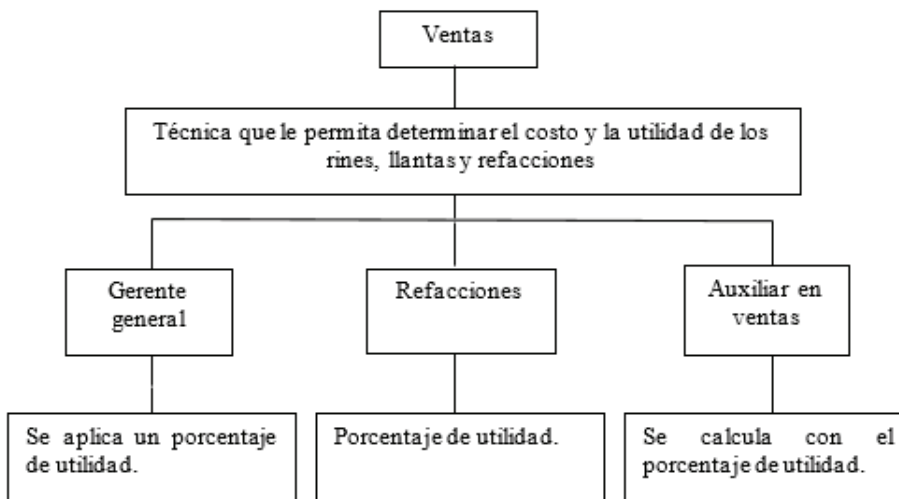 Ventas
Técnica que le permita determinar el costo y la utilidad de los
rines, llantas y refacciones
Gerente
general
Refacciones
Auxiliar en
ventas
Se aplica un porcentaje
de utilidad.
Porcentaje de utilidad.
Se calcula con el
porcentaje de utilidad.